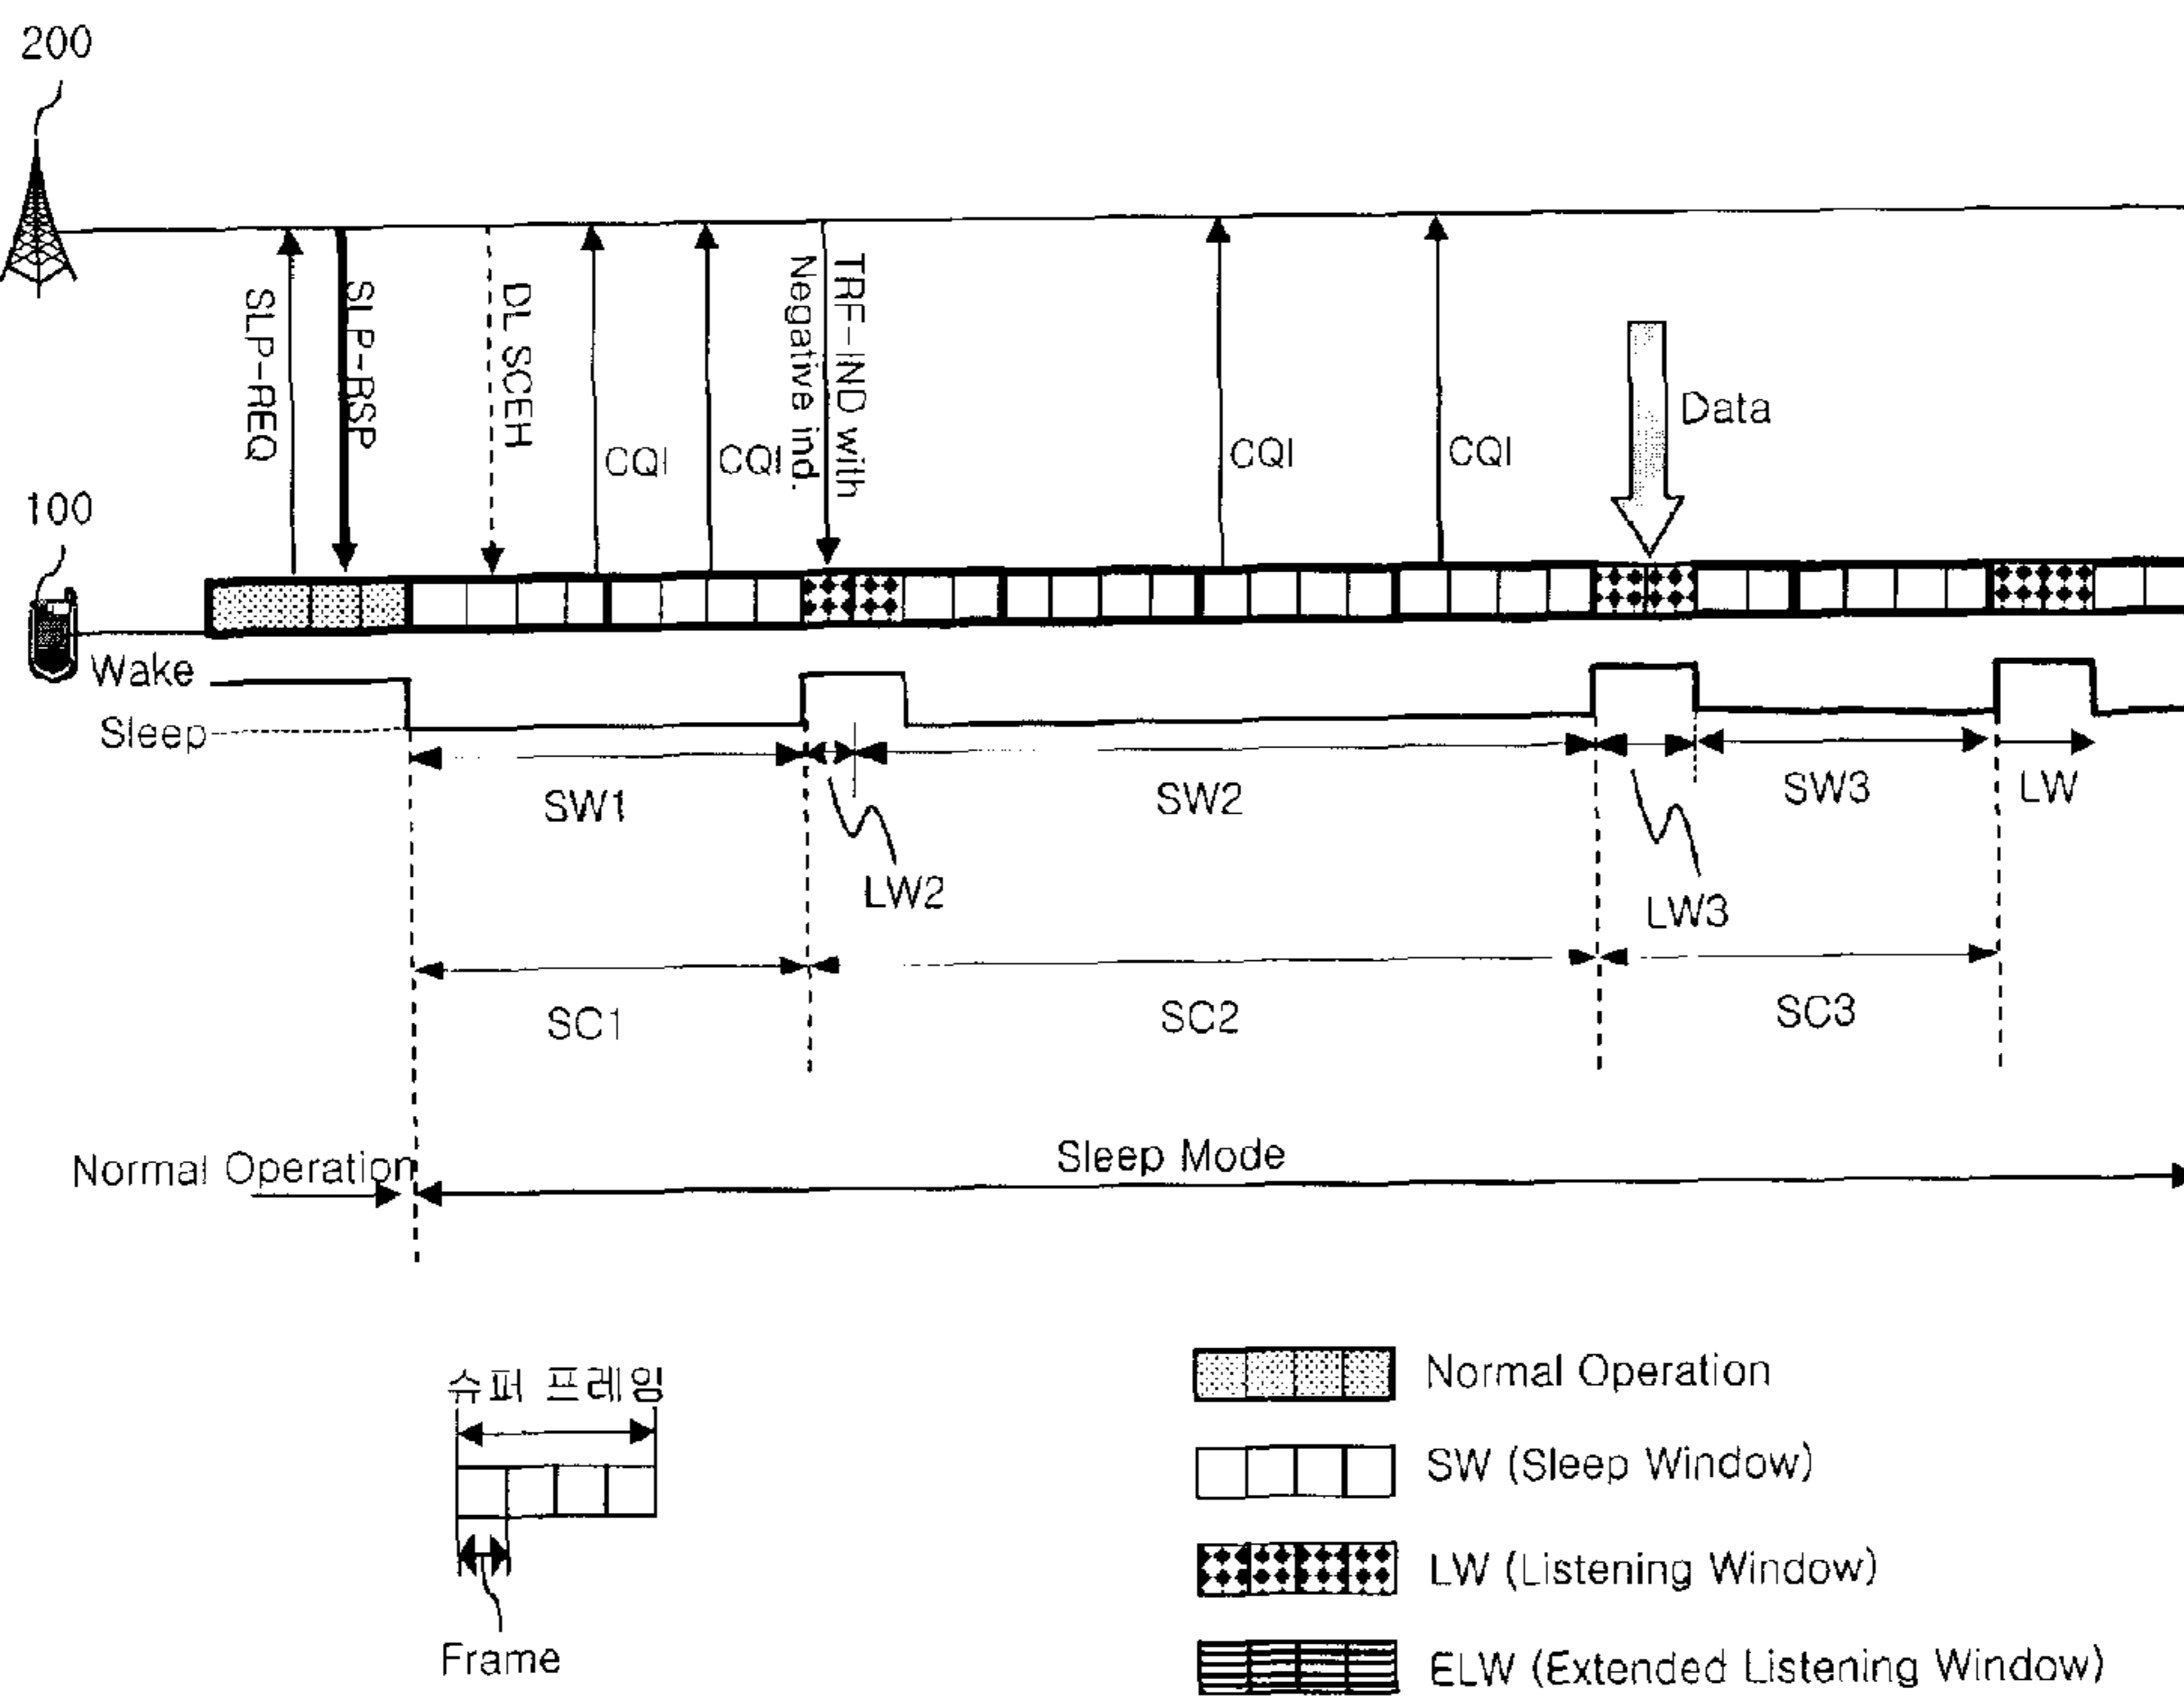 200
SLP-REQ
SLP-RSP
DL SCEH
CQI
CQI
TRF-IND with
Negative ind.
CQI
CQI
Data
100
Wake
Sleep
SW1
SW2
SW3
LW
LW2
LW3
SC1
SC2
SC3
Normal Operation
Sleep Mode
슈퍼 프레임
Frame
Normal Operation
SW (Sleep Window)
LW (Listening Window)
ELW (Extended Listening Window)